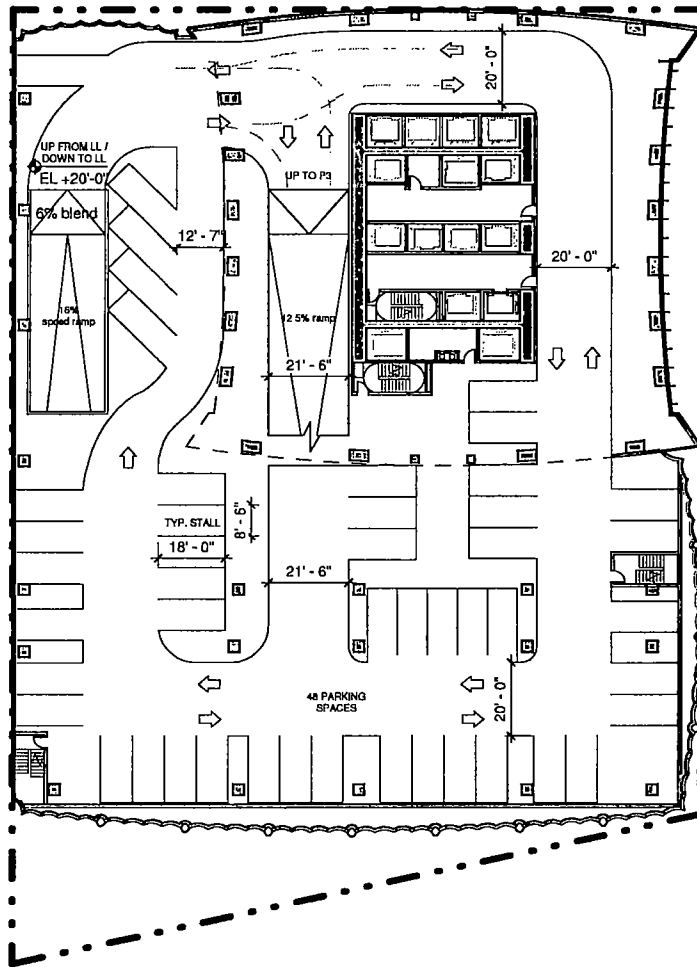 20' - 0"
UP FROM LL /
DOWN TO LL
EL +20'-0"
6% blend
UP TO P3
12' - 7"
20' - 0"
16%
speed ramp
12.5% ramp
21' - 6"
TYP. STALL
8' - 6"
18' - 0"
21' - 6"
48 PARKING
SPACES
20' - 0"